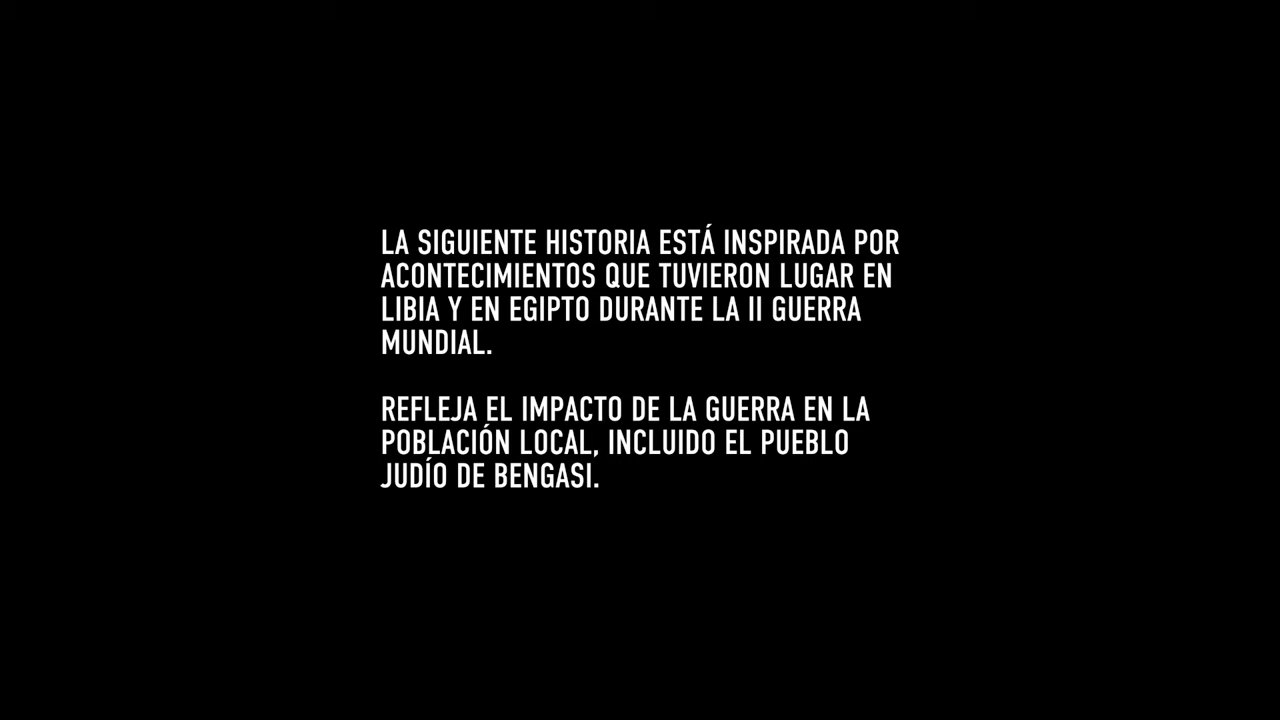 LA SIGUIENTE HISTORIA ESTÁ INSPIRADA POR
ACONTECIMIENTOS QUE TUVIERON LUGAR EN
LIBIA Y EN EGIPTO DURANTE LA II GUERRA
MUNDIAL.
REFLEJA EL IMPACTO DE LA GUERRA EN LA
POBLACIÓN LOCAL, INCLUIDO EL PUEBLO
JUDÍO DE BENGASI.